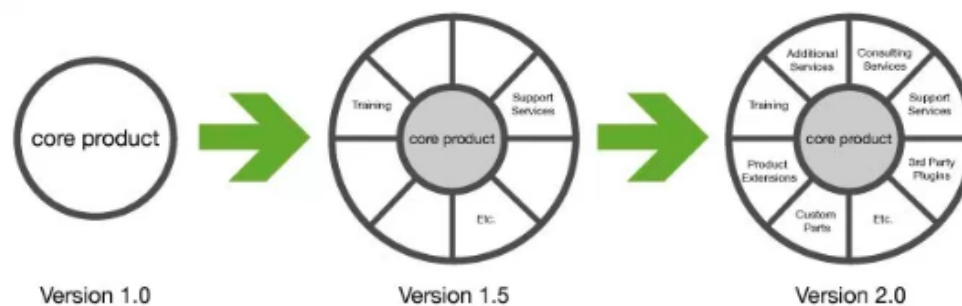 core product
Version 1.0
Training
Support
Services
core product
Etc.
Version 1.5
Additional
Services
Consulting
Services
Training
Support
Services
core product
Product
Extensions
3rd Party
Plugins
Custom
Parts
Etc.
Version 2.0